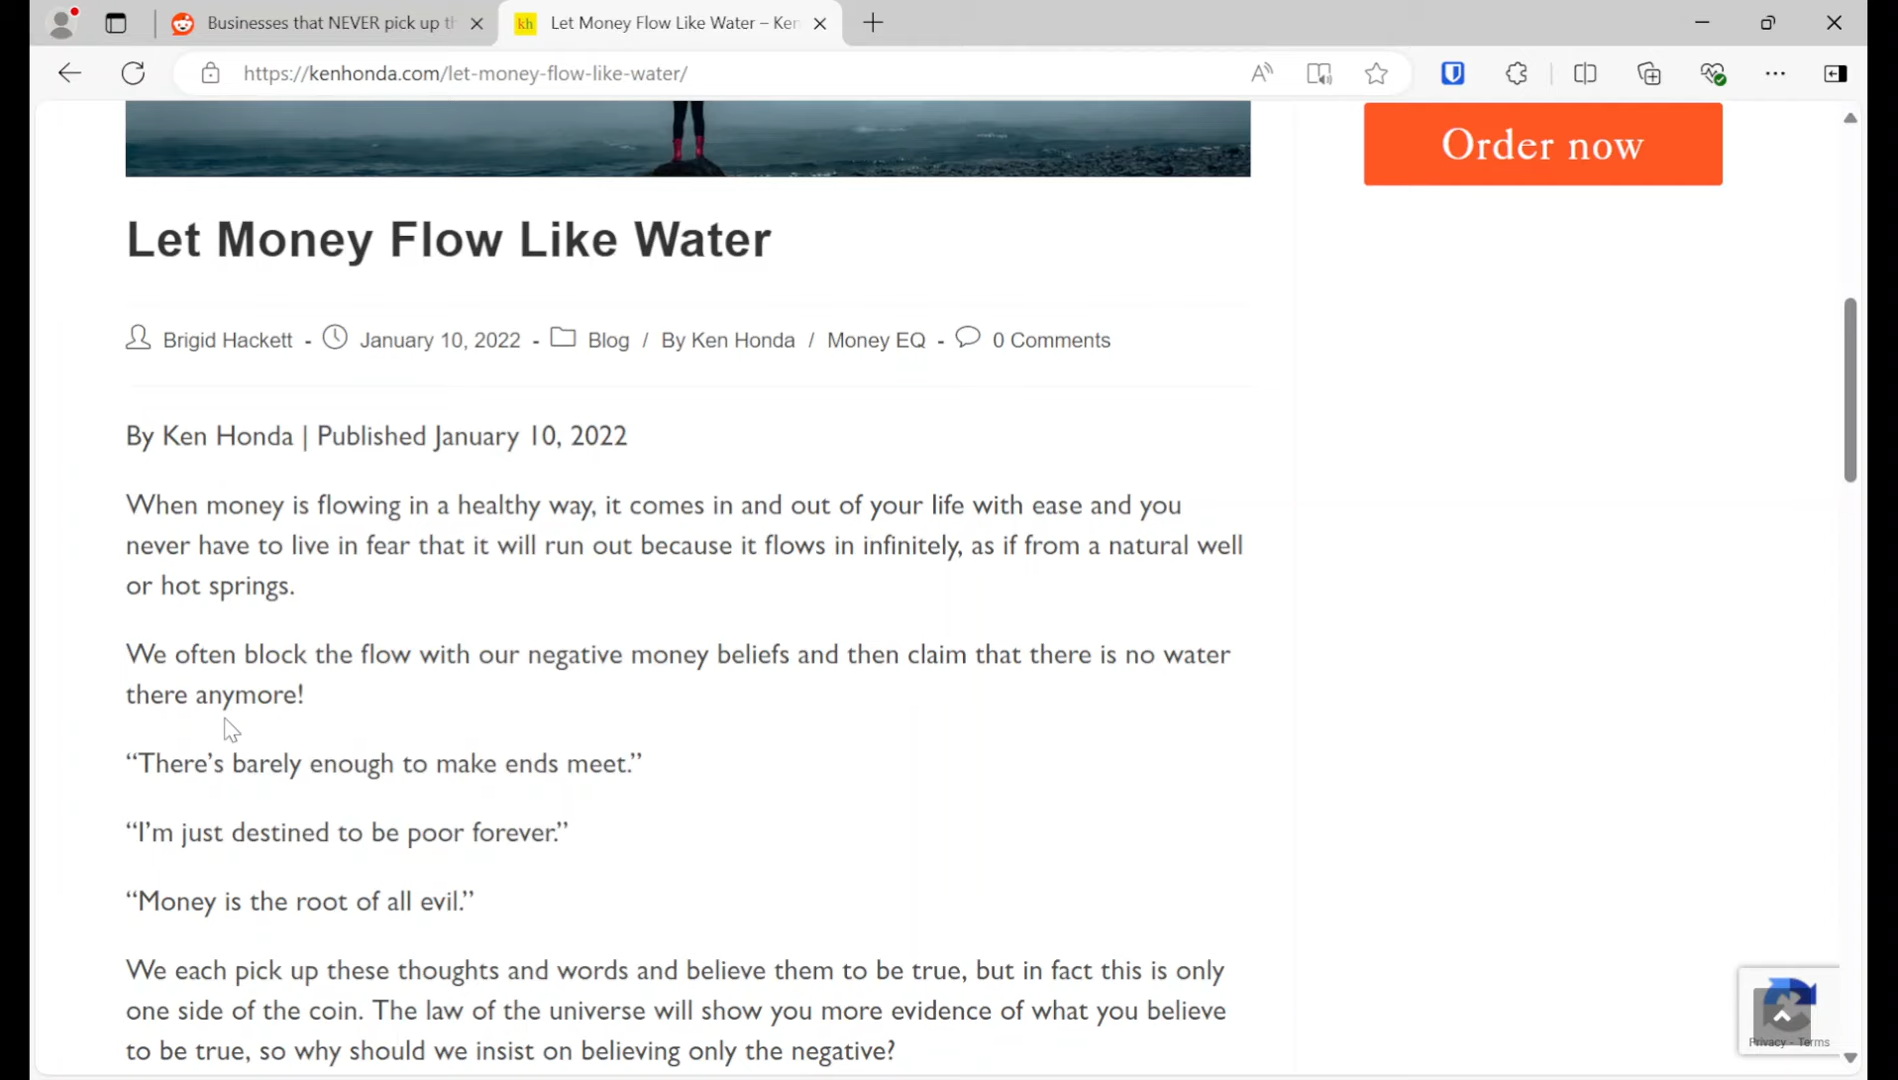 Businesses that NEVER pick up th
kh
Let Money Flow Like Water – Ken
https://kenhonda.com/let-money-flow-like-water/
Order now
Let Money Flow Like Water
Brigid Hackett - January 10, 2022 - Blog / By Ken Honda / Money EQ - 0 Comments
By Ken Honda | Published January 10, 2022
When money is flowing in a healthy way, it comes in and out of your life with ease and you
never have to live in fear that it will run out because it flows in infinitely, as if from a natural well
or hot springs.
We often block the flow with our negative money beliefs and then claim that there is no water
there anymore!
“There’s barely enough to make ends meet.”
“I’m just destined to be poor forever.”
“Money is the root of all evil.”
We each pick up these thoughts and words and believe them to be true, but in fact this is only
one side of the coin. The law of the universe will show you more evidence of what you believe
to be true, so why should we insist on believing only the negative?
Privacy - Terms